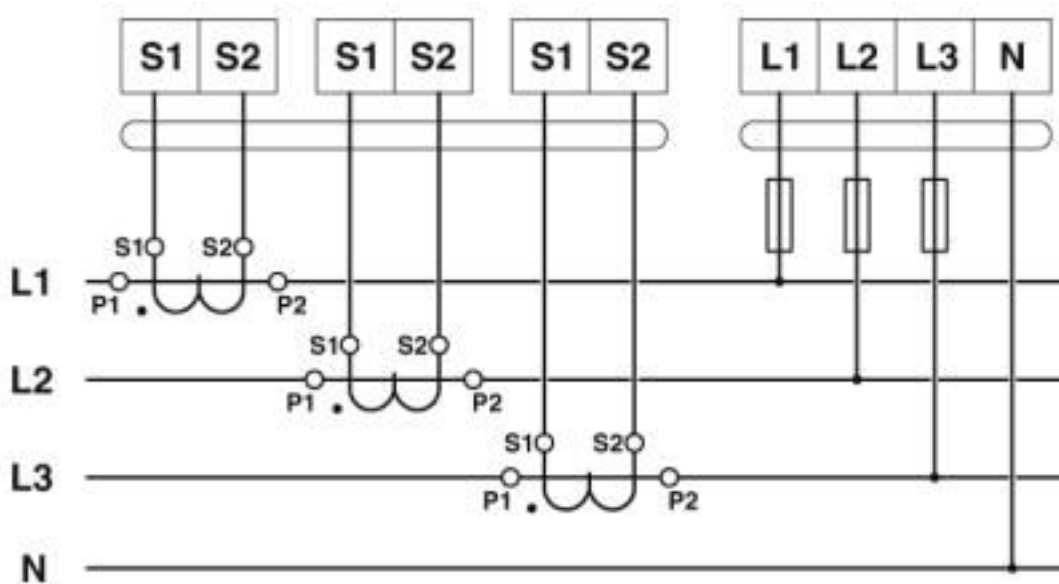 S1 S2 S1 S2 S1 S2 L1 L2 L3 N
S1 S2
L1
P1 P2
S1 S2
L2
P1 P2
S1 S2
L3
P1 P2
N